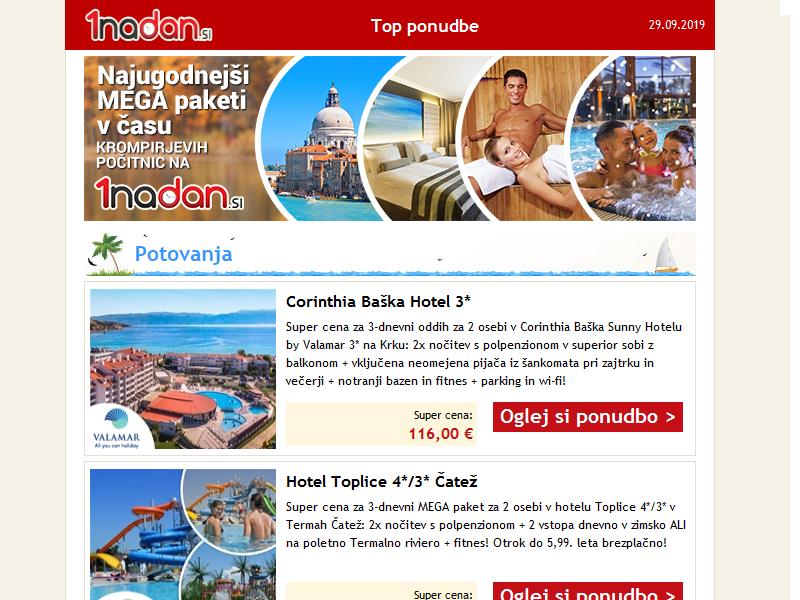 1nadan.si
Top ponudbe
29.09.2019
Najugodnejši
MEGA paketi
v času
KROMPIRJEVIH
POČITNIC NA
1nadan.SI
Potovanja
Corinthia Baška Hotel 3*
Super cena za 3-dnevni oddih za 2 osebi v Corinthia Baška Sunny Hotelu
by Valamar 3* na Krku: 2x nočitev s polpenzionom v superior sobi z
balkonom + vključena neomejena pijača iz šankomata pri zajtrku in
večerji + notranji bazen in fitnes + parking in wi-fi!
VALAMAR
All you can holiday
Super cena:
116,00 €
Oglej si ponudbo >
Hotel Toplice 4*/3* Čatež
Super cena za 3-dnevni MEGA paket za 2 osebi v hotelu Toplice 4*/3* v
Termah Čatež: 2x nočitev s polpenzionom + 2 vstopa dnevno v zimsko ALI
na poletno Termalno riviero + fitnes! Otrok do 5,99. leta brezplačno!
Super cena:
Oglej si ponudbo >